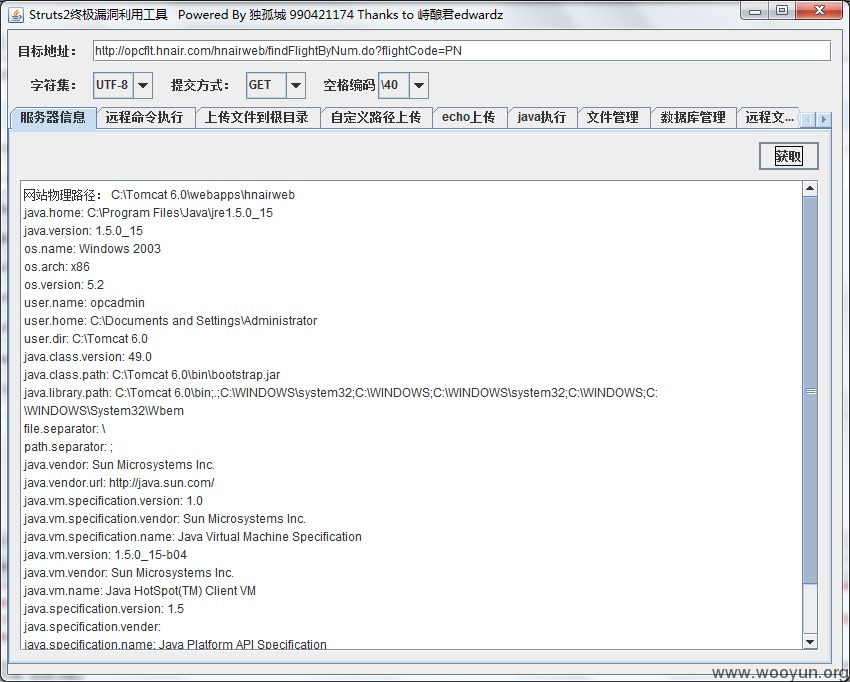 Struts2终极漏洞利用工具 Powered By 独孤城 990421174 Thanks to 峙酿君edwardz
目标地址: http://opcflt.hnair.com/hnairweb/findFlightByNum.do?flightCode=PN
字符集: UTF-8 提交方式: GET 空格编码 \40
服务器信息 远程命令执行 上传文件到根目录 自定义路径上传 echo上传 java执行 文件管理 数据库管理 远程文...
获取
网站物理路径: C:\Tomcat 6.0\webapps\hnairweb
java.home: C:\Program Files\Java\jre1.5.0_15
java.version: 1.5.0_15
os.name: Windows 2003
os.arch: x86
os.version: 5.2
user.name: opcadmin
user.home: C:\Documents and Settings\Administrator
user.dir: C:\Tomcat 6.0
java.class.version: 49.0
java.class.path: C:\Tomcat 6.0\bin\bootstrap.jar
java.library.path: C:\Tomcat 6.0\bin;.;C:\WINDOWS\system32;C:\WINDOWS;C:\WINDOWS\system32;C:\WINDOWS;C:
\WINDOWS\System32\Wbem
file.separator: \
path.separator: ;
java.vendor: Sun Microsystems Inc.
java.vendor.url: http://java.sun.com/
java.vm.specification.version: 1.0
java.vm.specification.vendor: Sun Microsystems Inc.
java.vm.specification.name: Java Virtual Machine Specification
java.vm.version: 1.5.0_15-b04
java.vm.vendor: Sun Microsystems Inc.
java.vm.name: Java HotSpot(TM) Client VM
java.specification.version: 1.5
java.specification.vender:
java.specification.name: Java Platform API Specification
www.wooyun.org